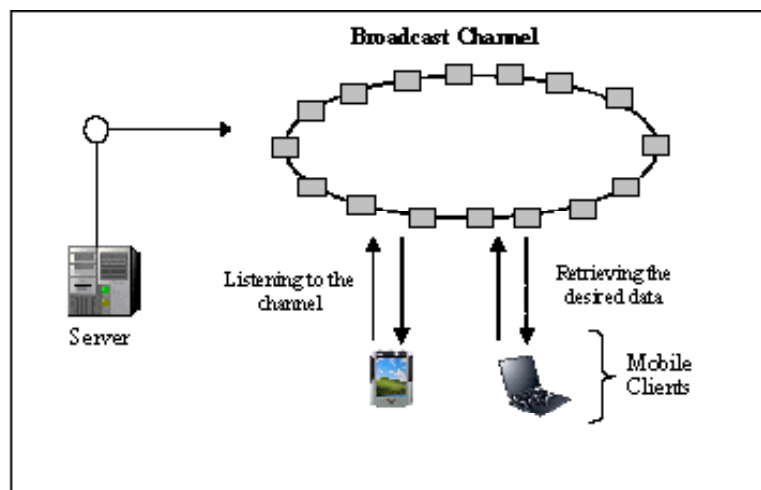 Broadcast Channel
Listening to the
channel
Retrieving the
desired data
Server
Mobile
Clients